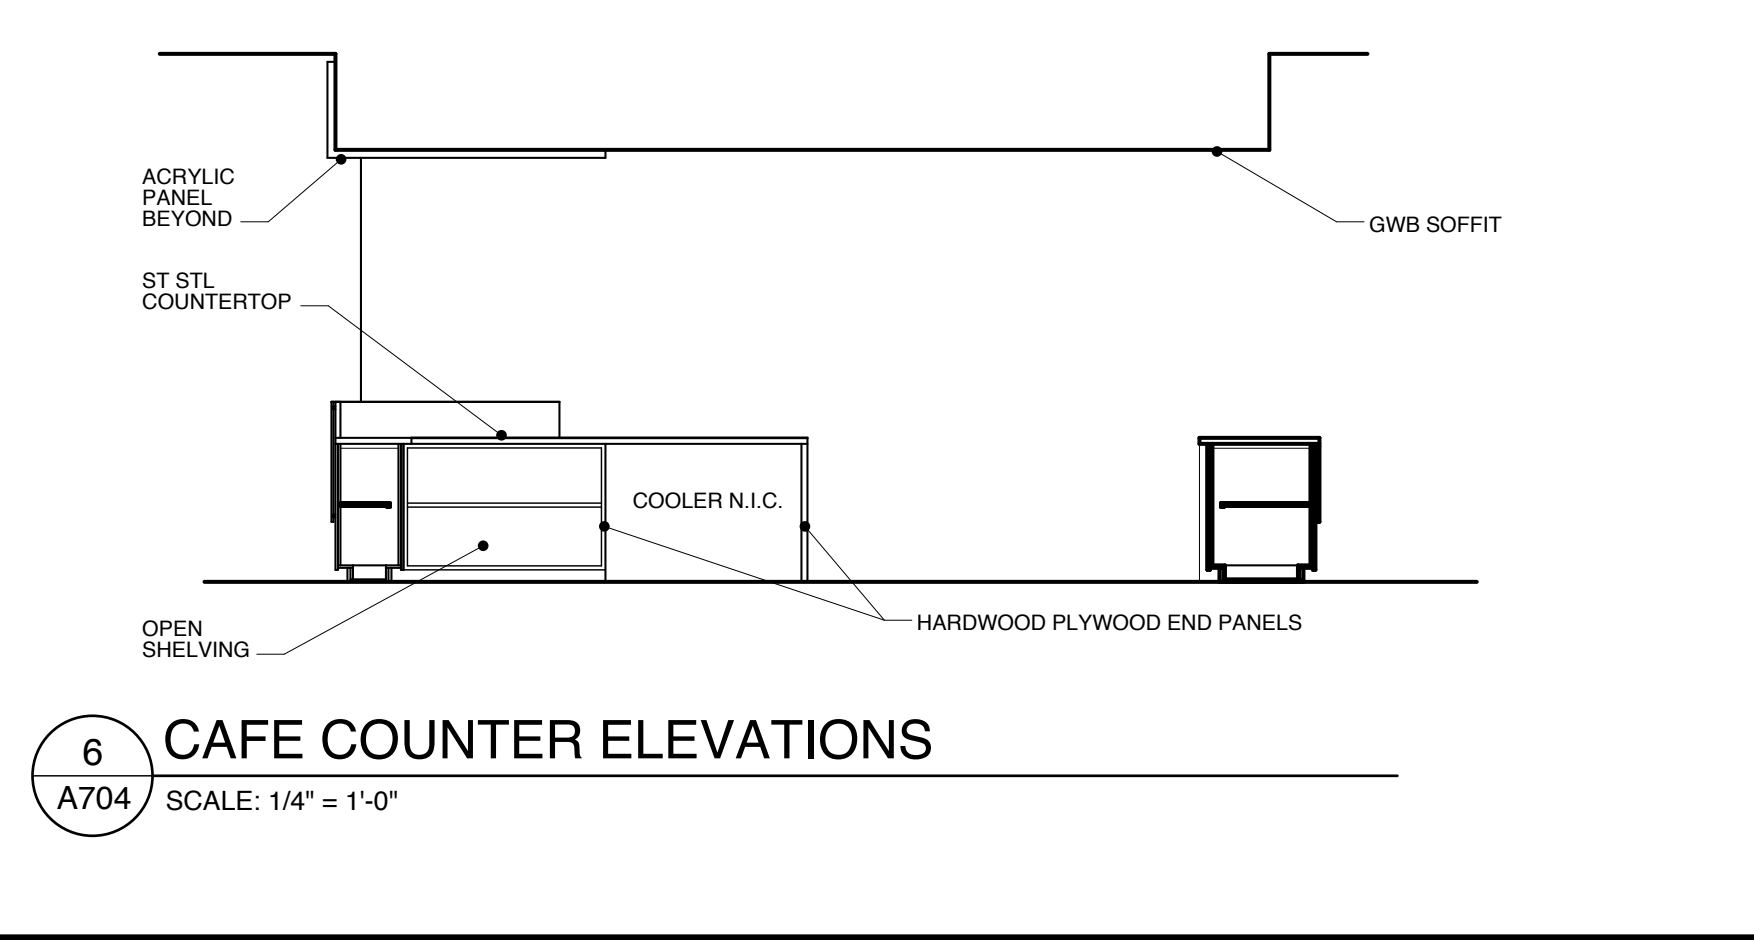 ACRYLIC
PANEL
BEYOND
GWB SOFFIT
ST STL
COUNTERTOP
COOLER N.I.C.
HARDWOOD PLYWOOD END PANELS
OPEN
SHELVING
6
A704
CAFE COUNTER ELEVATIONS
SCALE: 1/4" = 1'-0"